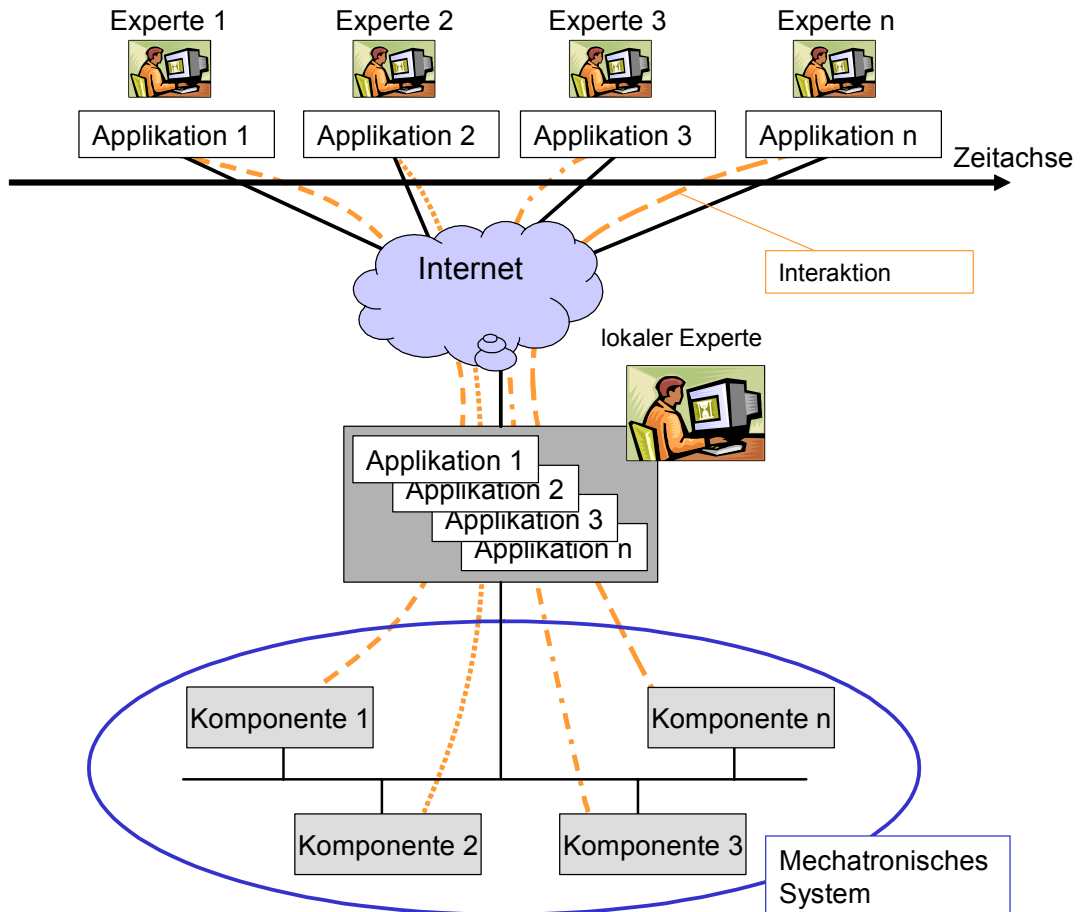 Experte 1
Experte 2
Experte 3
Experte n
Applikation 1
Applikation 2
Applikation 3
Applikation n
Zeitachse
Internet
Interaktion
lokaler Experte
Applikation 1
Applikation 2
Applikation 3
Applikation n
Komponente 1
Komponente n
Komponente 2
Komponente 3
Mechatronisches
System